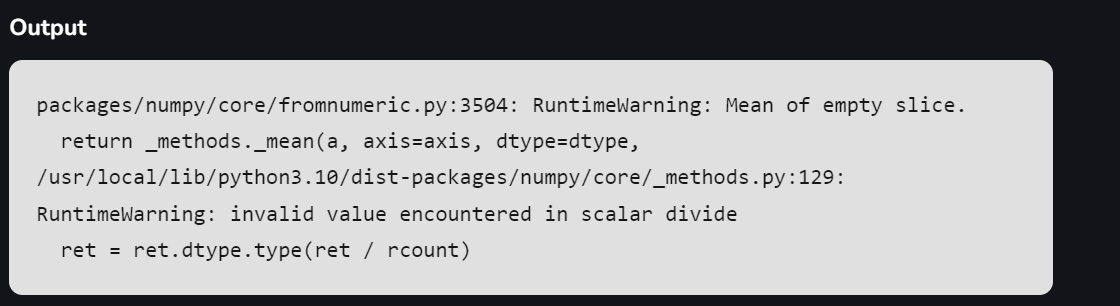 Output
packages/numpy/core/fromnumeric.py:3504: RuntimeWarning: Mean of empty slice.
  return _methods._mean(a, axis=axis, dtype=dtype,
/usr/local/lib/python3.10/dist-packages/numpy/core/_methods.py:129:
RuntimeWarning: invalid value encountered in scalar divide
  ret = ret.dtype.type(ret / rcount)